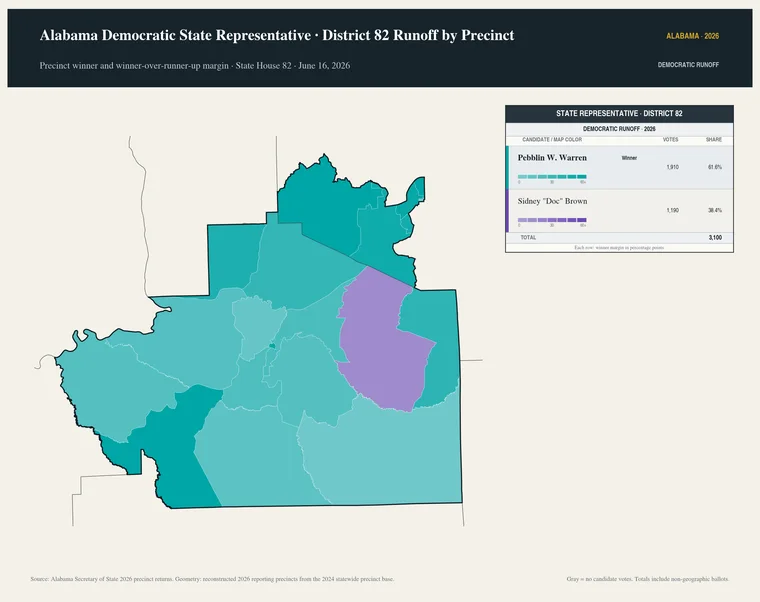 Alabama Democratic State Representative · District 82 Runoff by Precinct
ALABAMA · 2026
Precinct winner and winner-over-runner-up margin · State House 82 · June 16, 2026
DEMOCRATIC RUNOFF
STATE REPRESENTATIVE · DISTRICT 82
DEMOCRATIC RUNOFF · 2026
CANDIDATE / MAP COLOR VOTES SHARE
Pebblin W. Warren Winner 1,910 61.6%
Sidney "Doc" Brown 1,190 38.4%
TOTAL 3,100
Each row: winner-margin in percentage points
Source: Alabama Secretary of State 2026 precinct returns. Geometry: reconstructed 2026 reporting precincts from the 2024 statewide precinct base.
Gray = no candidate votes. Totals include non-geographic ballots.